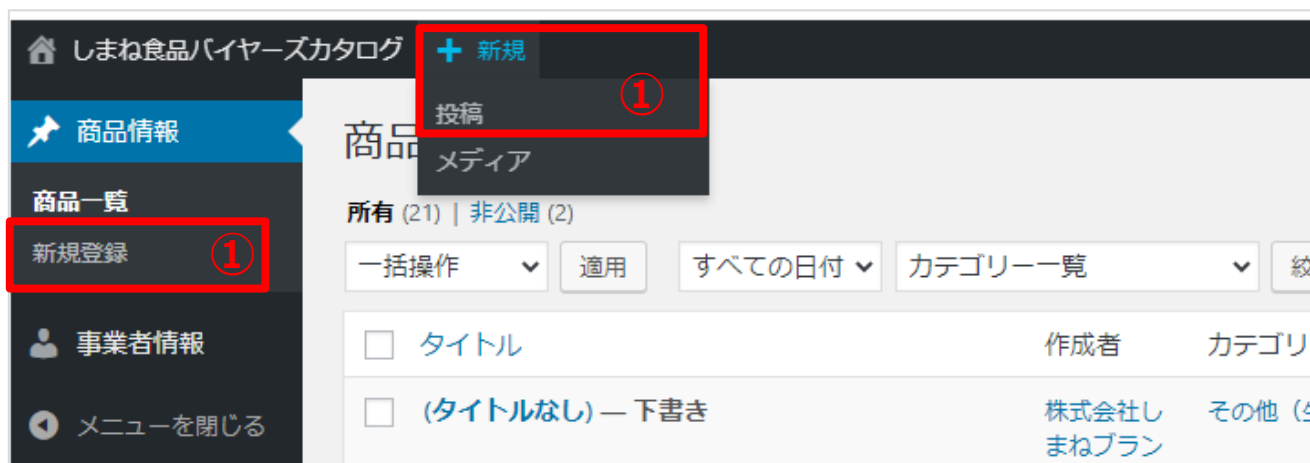 しまね食品バイヤーズカタログ ＋ 新規
投稿
①
メディア
商品情報
商品一覧
新規登録 ①
事業者情報
メニューを閉じる
商品
所有 (21) | 非公開 (2)
一括操作 適用 すべての日付 カテゴリー一覧
タイトル 作成者 カテゴリ
(タイトルなし) — 下書き 株式会社し その他
まねブラン